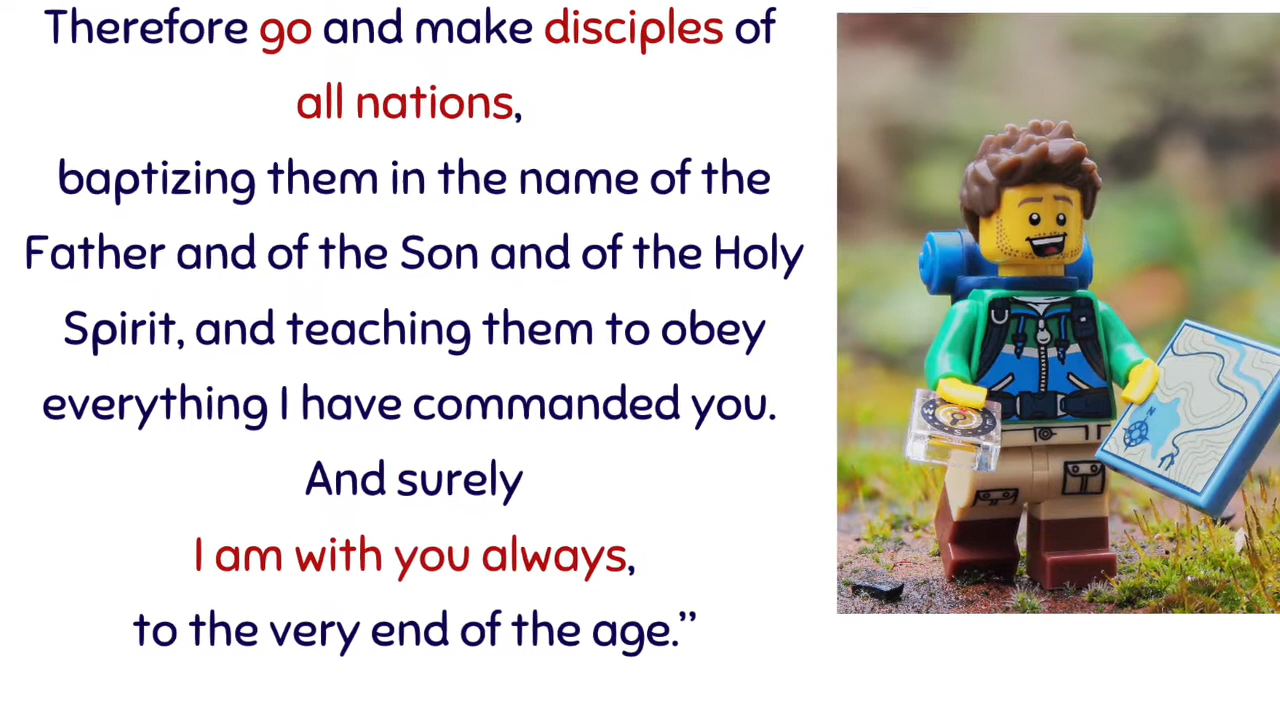 Therefore go and make disciples of
all nations,
baptizing them in the name of the
Father and of the Son and of the Holy
Spirit, and teaching them to obey
everything I have commanded you.
And surely
I am with you always,
to the very end of the age.”
N